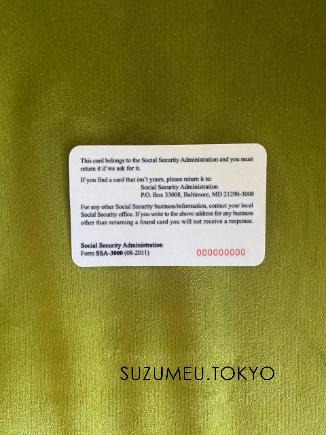 This card belongs to the Social Security Administration and you must
return it if we ask for it.
If you find a card that isn't yours, please return it to:
Social Security Administration
P.O. Box 33008, Baltimore, MD 21290-3008
For any other Social Security business/information, contact your local
Social Security office. If you write to the above address for any business
other than returning a found card you will not receive a response.
Social Security Administration
Form SSA-3000 (08-2011)
000000000
SUZUMEU.TOKYO